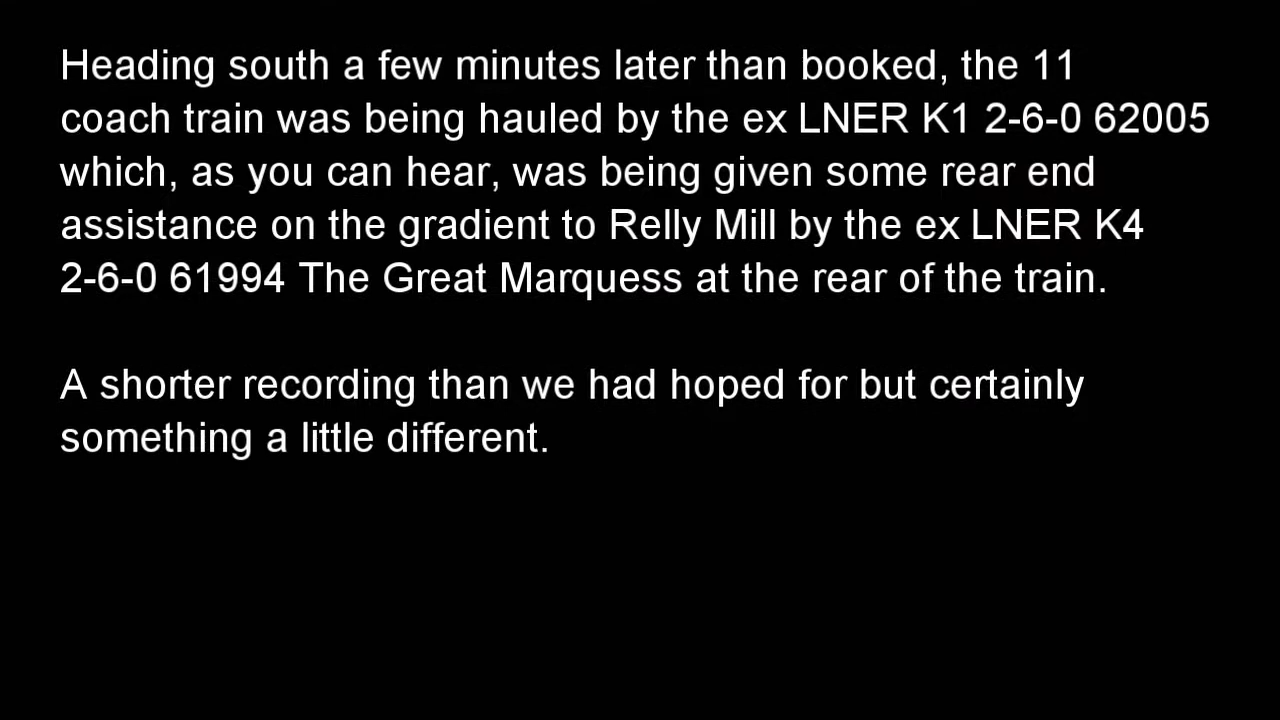 Heading south a few minutes later than booked, the 11
coach train was being hauled by the ex LNER K1 2-6-0 62005
which, as you can hear, was being given some rear end
assistance on the gradient to Relly Mill by the ex LNER K4
2-6-0 61994 The Great Marquess at the rear of the train.
A shorter recording than we had hoped for but certainly
something a little different.